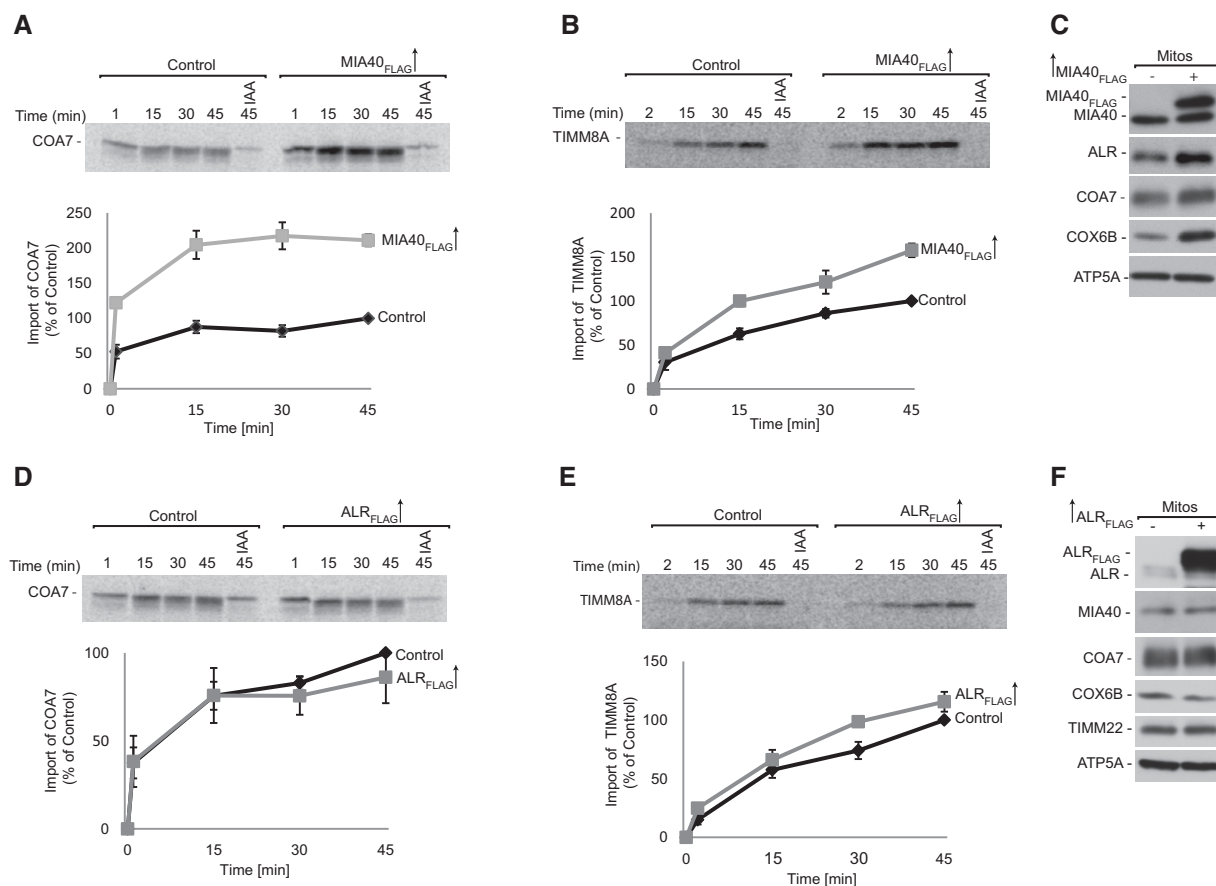 A
Control
MIA40FLAG↑
IAA
IAA
Time (min) 1 15 30 45 45 1 15 30 45 45
COA7 -
Import of COA7
(% of Control)
250
200
150
100
50
0
MIA40FLAG↑
Control
0 15 30 45
Time [min]
B
Control
MIA40FLAG↑
IAA
IAA
Time (min) 2 15 30 45 45 2 15 30 45 45
TIMM8A -
Import of TIMM8A
(% of Control)
200
150
100
50
0
MIA40FLAG↑
Control
0 15 30 45
Time [min]
C
Mitos
↑MIA40FLAG - +
MIA40FLAG -
MIA40 -
ALR -
COA7 -
COX6B -
ATP5A -
D
Control
ALRFLAG↑
IAA
IAA
Time (min) 1 15 30 45 45 1 15 30 45 45
COA7 -
Import of COA7
(% of Control)
100
50
0
Control
ALRFLAG↑
0 15 30 45
Time [min]
E
Control
ALRFLAG↑
IAA
IAA
Time (min) 2 15 30 45 45 2 15 30 45 45
TIMM8A -
Import of TIMM8A
(% of Control)
150
100
50
0
ALRFLAG↑
Control
0 15 30 45
Time [min]
F
Mitos
↑ALRFLAG - +
ALRFLAG -
ALR -
MIA40 -
COA7 -
COX6B -
TIMM22 -
ATP5A -